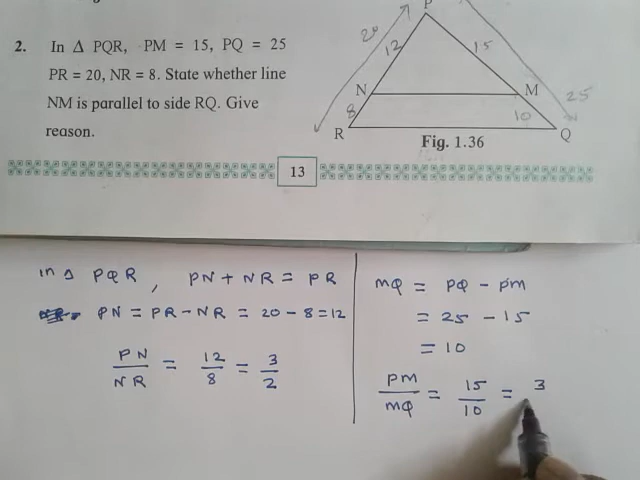 2. In Δ PQR, PM = 15, PQ = 25
PR = 20, NR = 8. State whether line
NM is parallel to side RQ. Give
reason.
P
20
12
15
N
M
25
8
10
R
Q
Fig. 1.36
13
In Δ PQR, PN + NR = PR
PN = PR - NR = 20 - 8 = 12
PN/NR = 12/8 = 3/2
MQ = PQ - PM
= 25 - 15
= 10
PM/MQ = 15/10 = 3